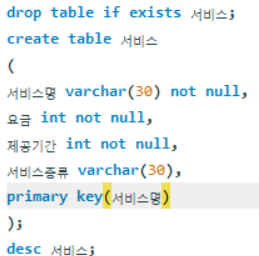 drop table if exists 서비스;
create table 서비스
(
서비스명 varchar(30) not null,
요금 int not null,
제공기간 int not null,
서비스종류 varchar(30),
primary key(서비스명)
);
desc 서비스;